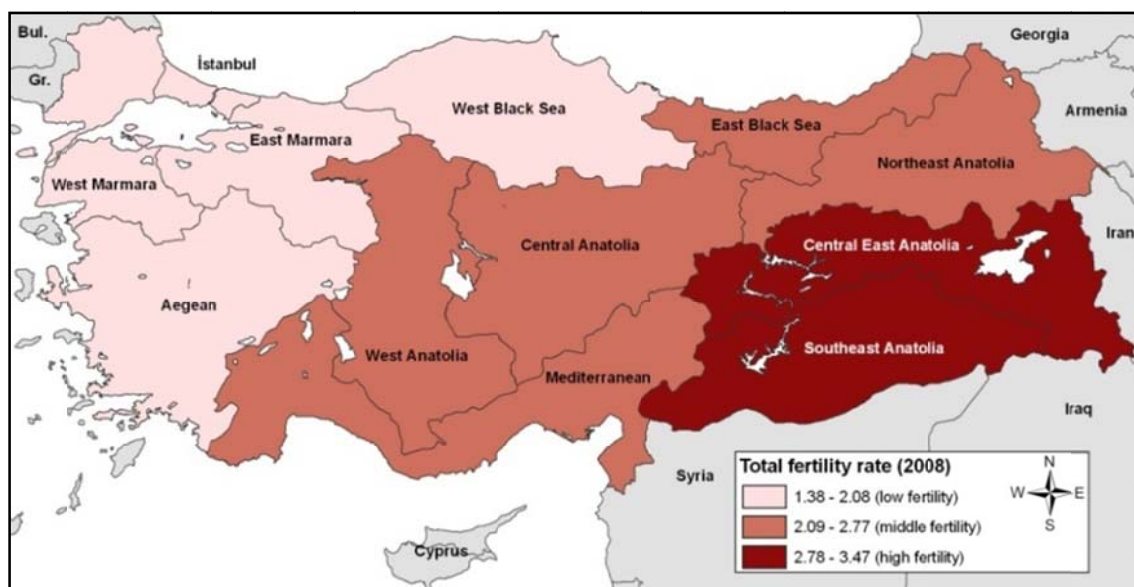 Bul.
Georgia
İstanbul
Gr.
West Black Sea
Armenia
East Black Sea
East Marmara
Northeast Anatolia
West Marmara
Iran
Central Anatolia
Central East Anatolia
Aegean
West Anatolia
Southeast Anatolia
Mediterranean
Iraq
Syria
Cyprus
Total fertility rate (2008)
1.38 - 2.08 (low fertility)
2.09 - 2.77 (middle fertility)
2.78 - 3.47 (high fertility)
N
W E
S